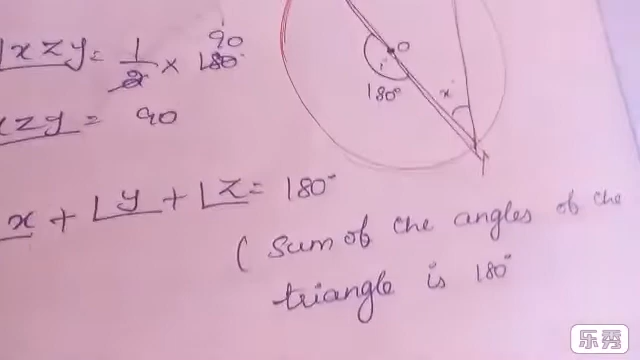 ∠xzy = 1/2 × 180° 90
xzy = 90
x + ∠y + ∠z = 180°
(Sum of the angles of the
triangle is 180°
O
180°
x°
乐秀